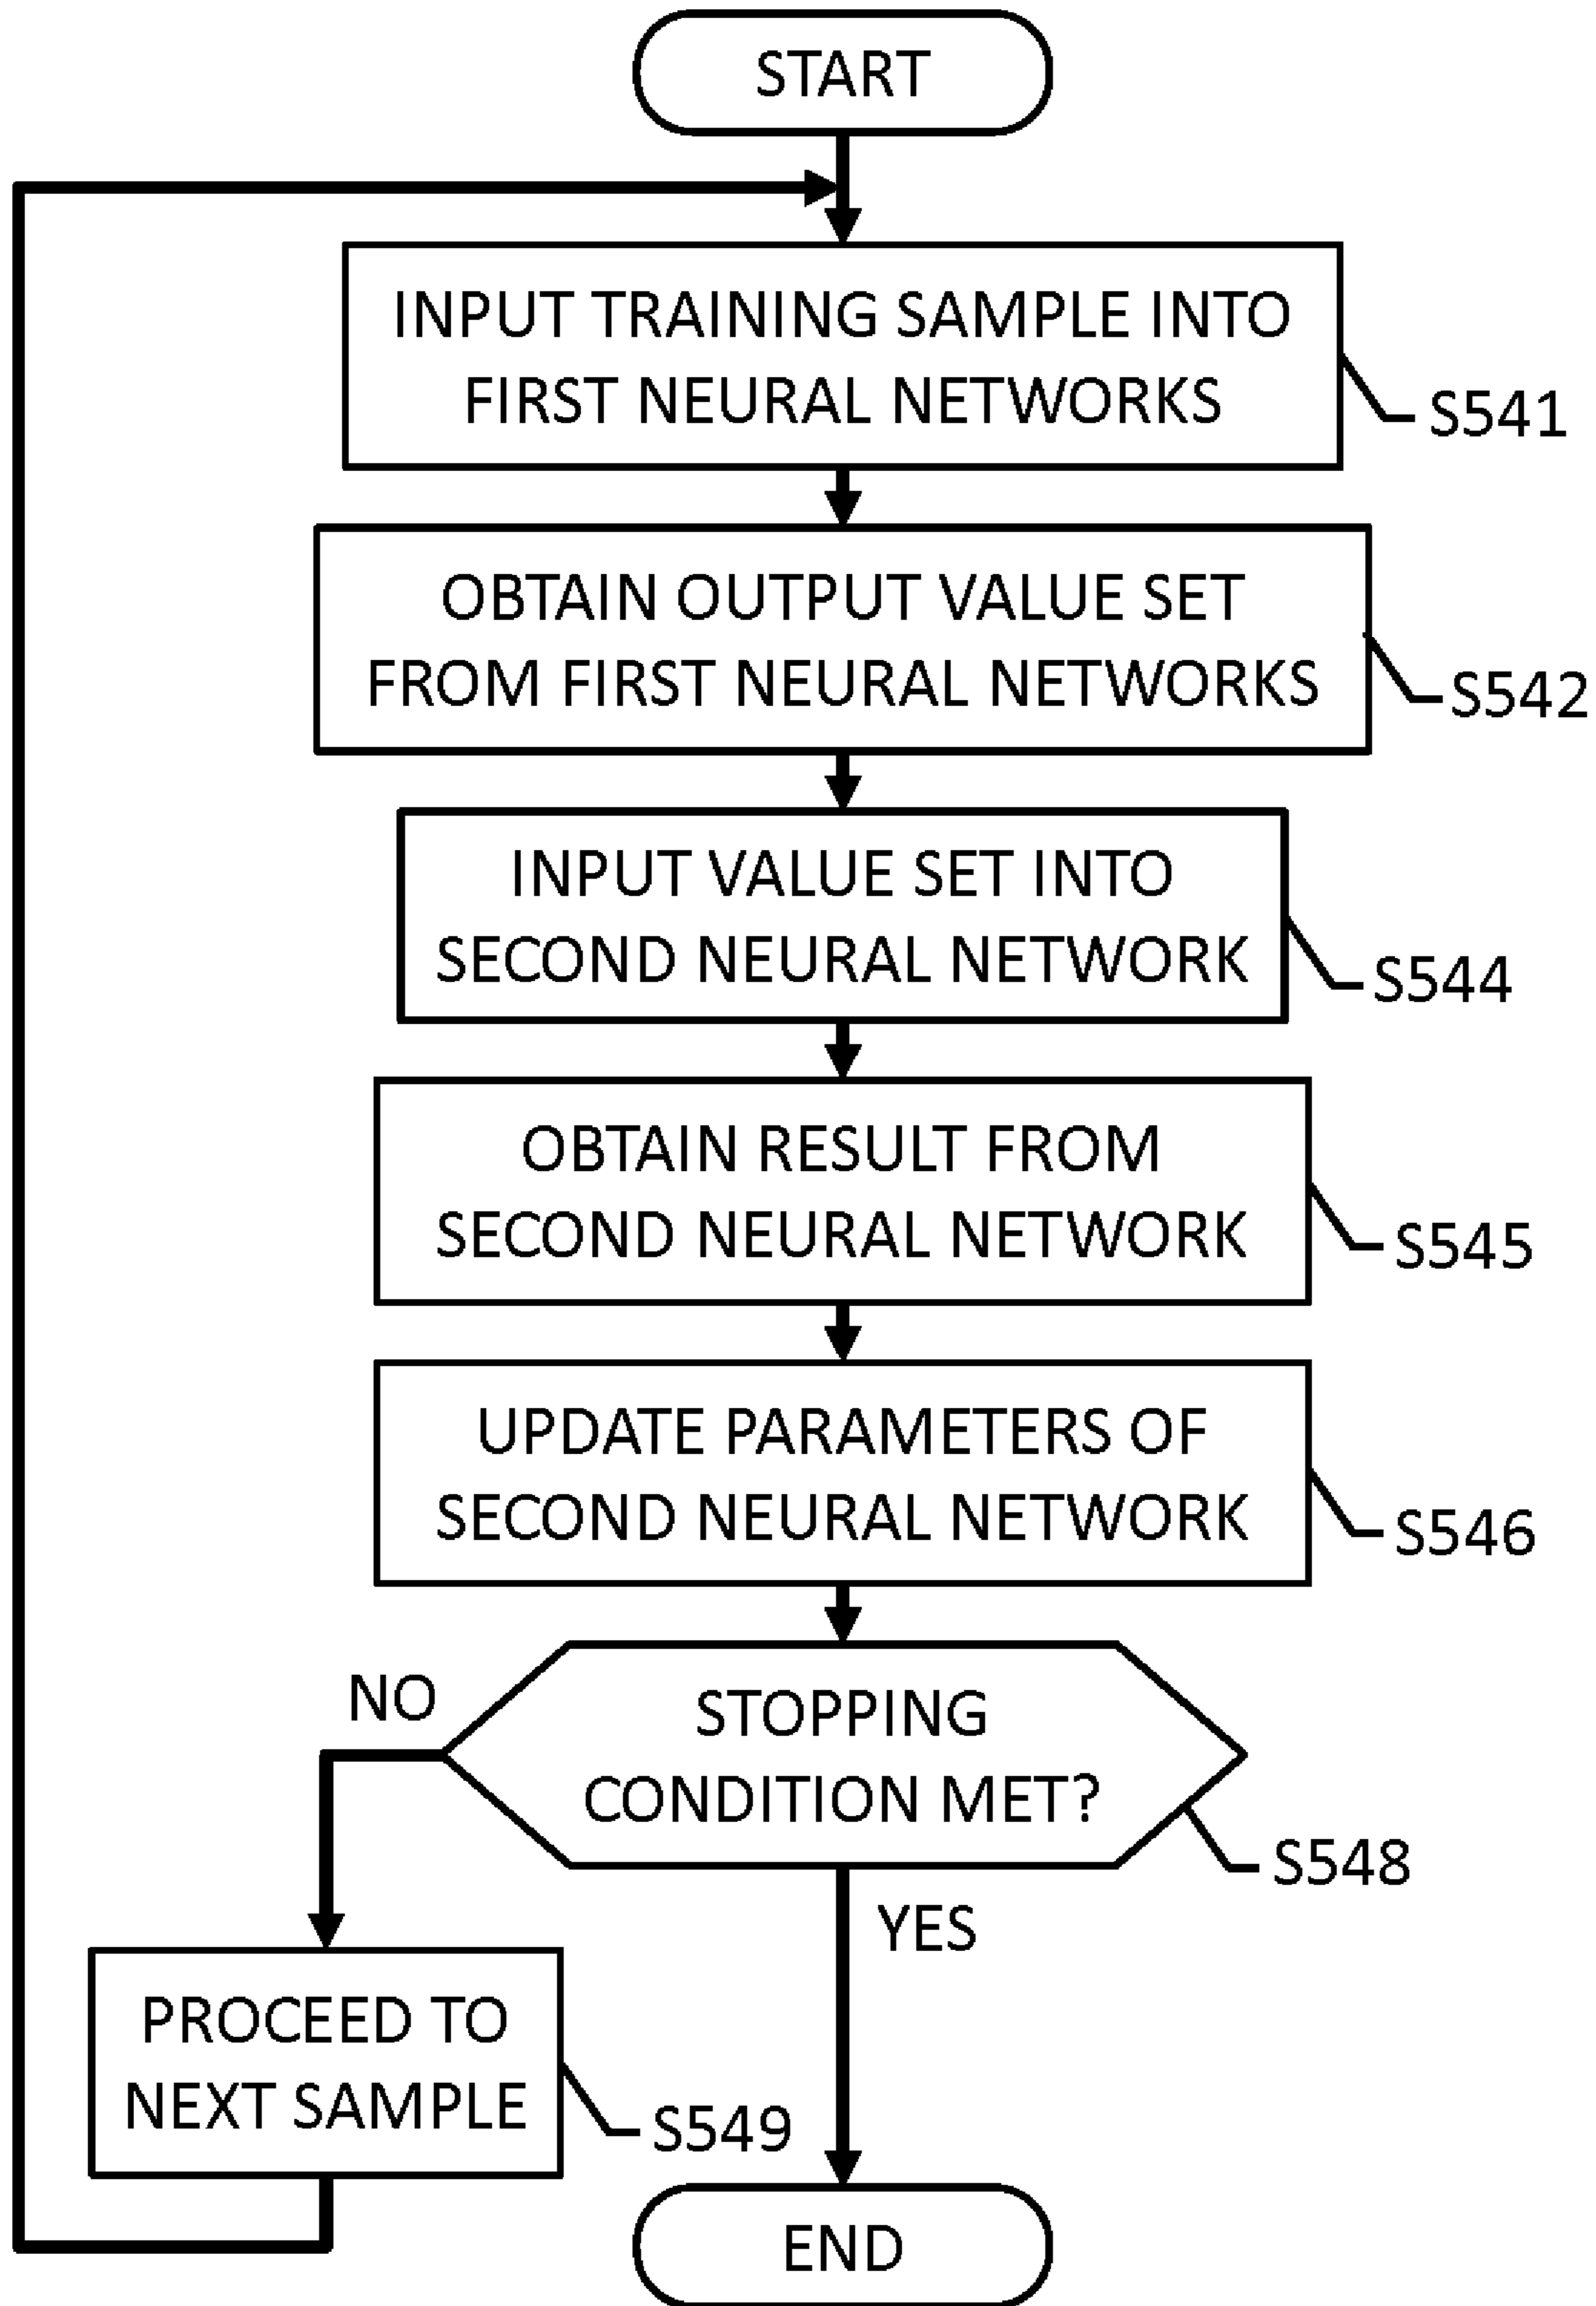 START
INPUT TRAINING SAMPLE INTO
FIRST NEURAL NETWORKS
S541
OBTAIN OUTPUT VALUE SET
FROM FIRST NEURAL NETWORKS
S542
INPUT VALUE SET INTO
SECOND NEURAL NETWORK
S544
OBTAIN RESULT FROM
SECOND NEURAL NETWORK
S545
UPDATE PARAMETERS OF
SECOND NEURAL NETWORK
S546
NO
STOPPING
CONDITION MET?
S548
YES
PROCEED TO
NEXT SAMPLE
S549
END